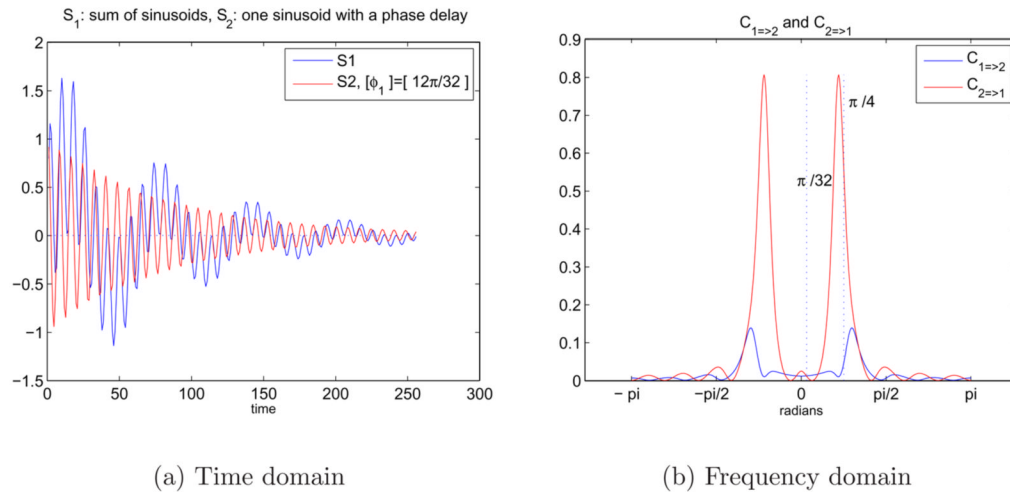 S1: sum of sinusoids, S2: one sinusoid with a phase delay
2
1.5
1
0.5
0
−0.5
−1
−1.5
0 50 100 150 200 250 300
time
S1
S2, [ϕ1 ]=[ 12π/32 ]
(a) Time domain
C1=>2 and C2=>1
0.9
0.8
0.7
0.6
0.5
0.4
0.3
0.2
0.1
0
− pi −pi/2 0 pi/2 pi
radians
C1=>2
C2=>1
π /4
π /32
(b) Frequency domain